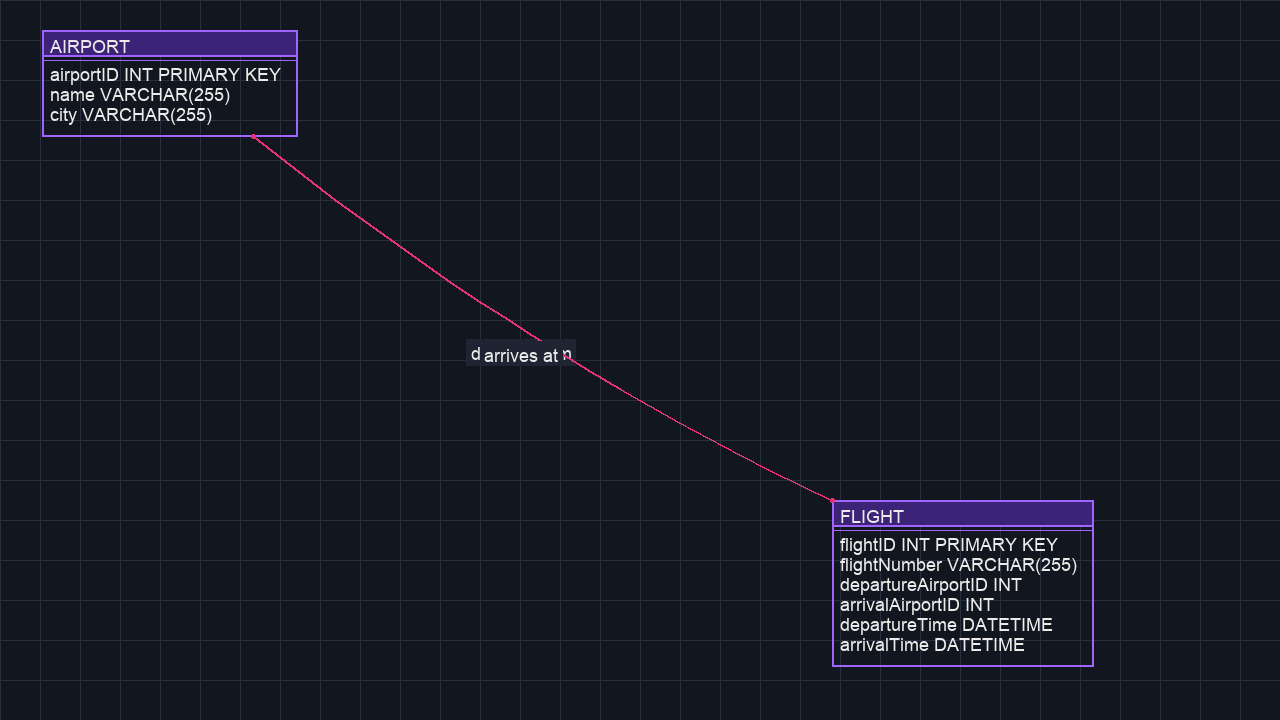 AIRPORT
airportID INT PRIMARY KEY
name VARCHAR(255)
city VARCHAR(255)
arrives at
FLIGHT
flightID INT PRIMARY KEY
flightNumber VARCHAR(255)
departureAirportID INT
arrivalAirportID INT
departureTime DATETIME
arrivalTime DATETIME